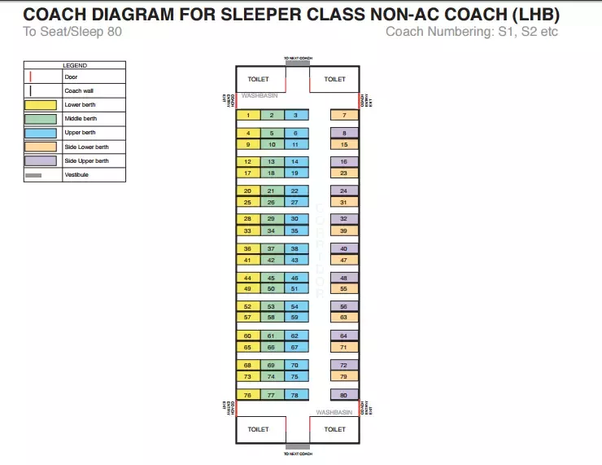 COACH DIAGRAM FOR SLEEPER CLASS NON-AC COACH (LHB)
To Seat/Sleep 80 Coach Numbering: S1, S2 etc
LEGEND
Door
Coach wall
Lower berth
Middle berth
Upper berth
Side Lower berth
Side Upper berth
Vestibule
TO NEXT COACH
TOILET TOILET
WASHBASIN
1 2 3 7
4 5 6 8
9 10 11 15
12 13 14 16
17 18 19 23
20 21 22 24
25 26 27 31
28 29 30 32
33 34 35 39
36 37 38 40
41 42 43 47
44 45 46 48
49 50 51 55
52 53 54 56
57 58 59 63
60 61 62 64
65 66 67 71
68 69 70 72
73 74 75 79
76 77 78 80
WASHBASIN
TOILET TOILET
TO NEXT COACH